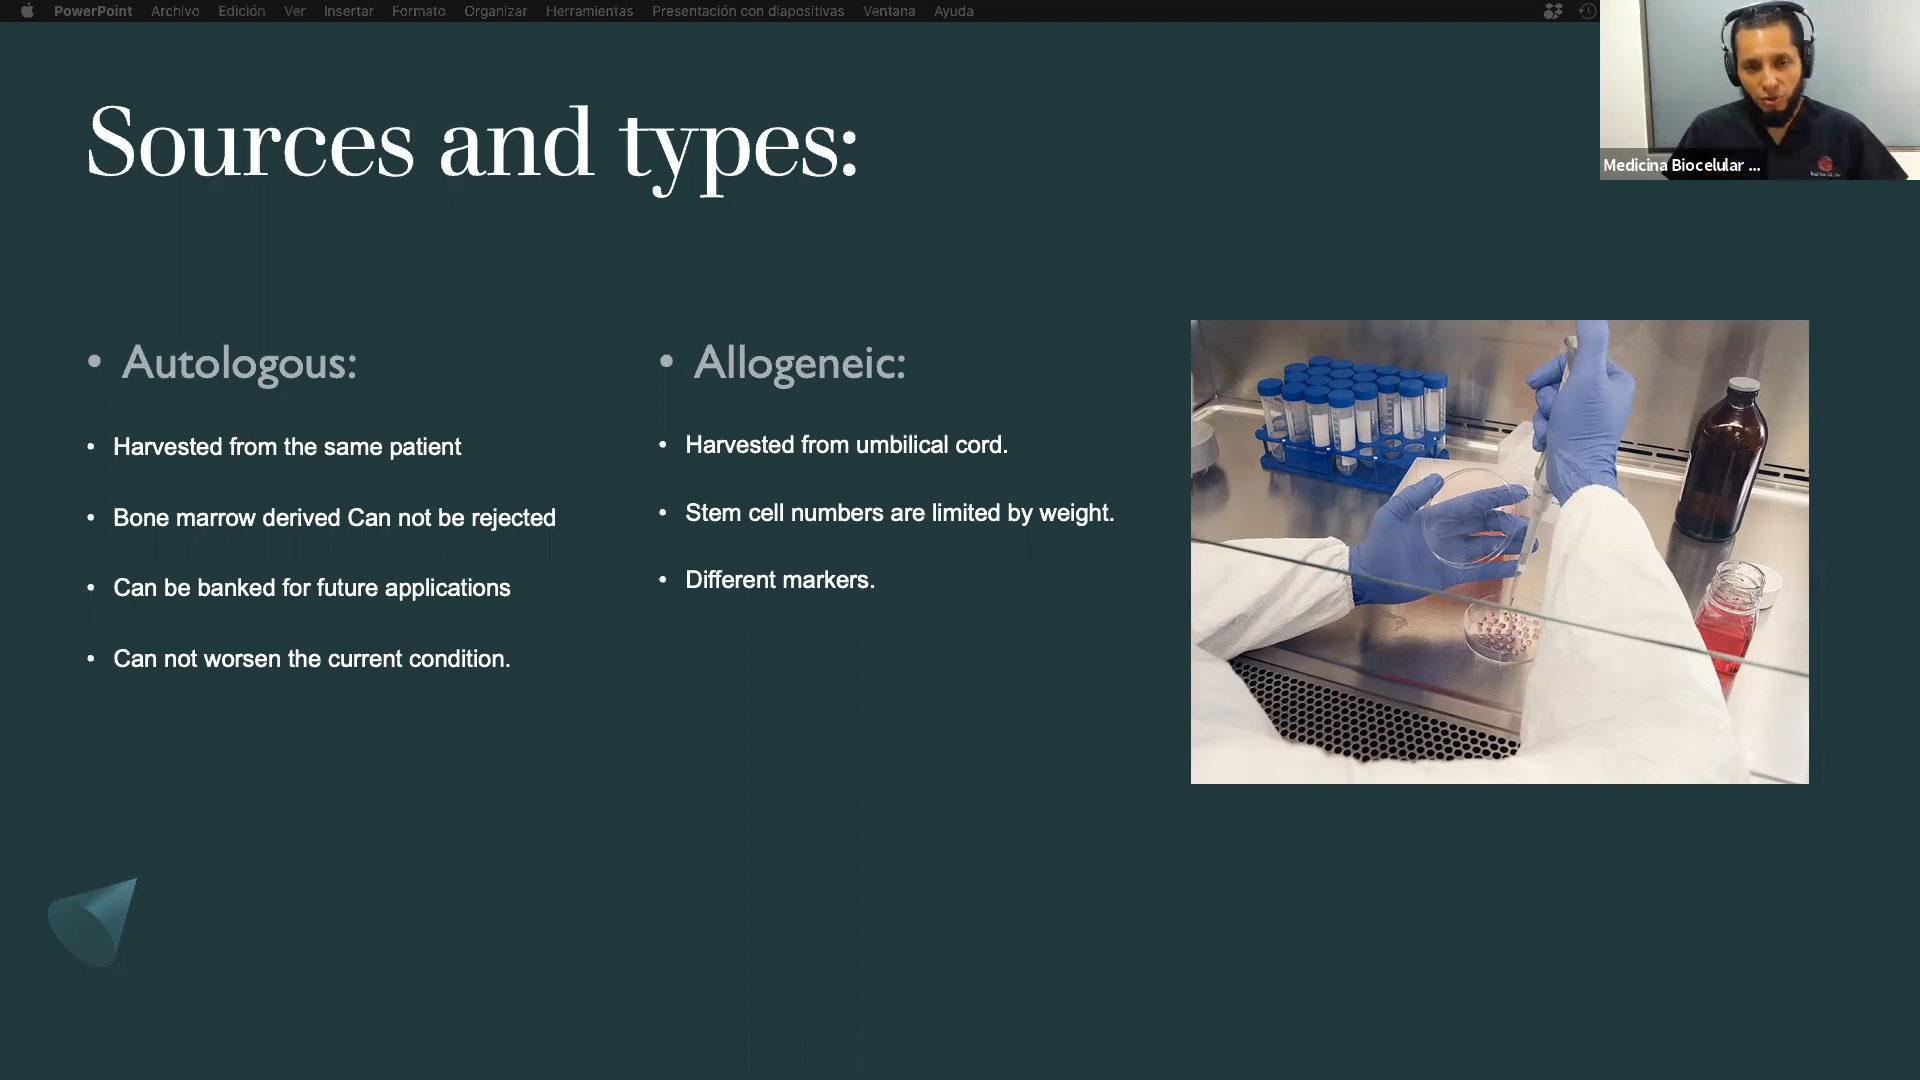 PowerPoint Archivo Edición Ver Insertar Formato Organizar Herramientas Presentación con diapositivas Ventana Ayuda
Sources and types:
• Autologous:
• Harvested from the same patient
• Bone marrow derived Can not be rejected
• Can be banked for future applications
• Can not worsen the current condition.
• Allogeneic:
• Harvested from umbilical cord.
• Stem cell numbers are limited by weight.
• Different markers.
Medicina Biocelular ...